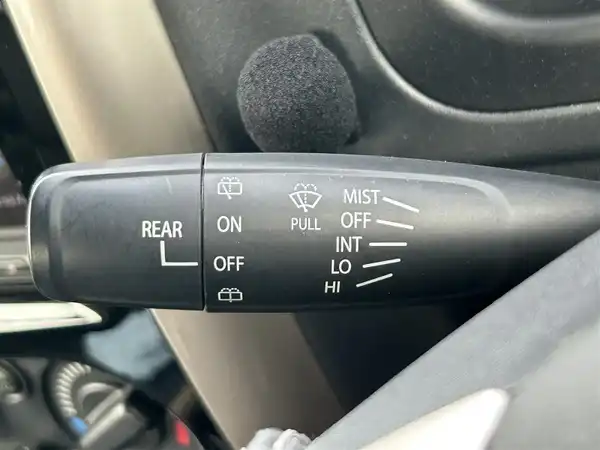 REAR
ON
OFF
PULL
MIST
OFF
INT
LO
HI